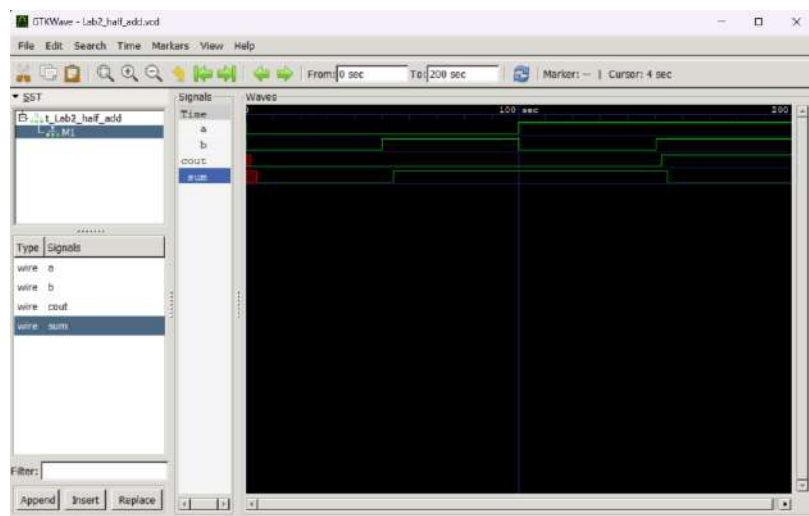 GTKWave - Lab2_half_add.vcd
File Edit Search Time Markers View Help
From: 0 sec To: 200 sec Marker: -- | Cursor: 4 sec
SST
t_Lab2_half_add
M1
Signals
Time
a
b
cout
sum
Waves
0 100 sec 200
Type Signals
wire a
wire b
wire cout
wire sum
Filter:
Append Insert Replace